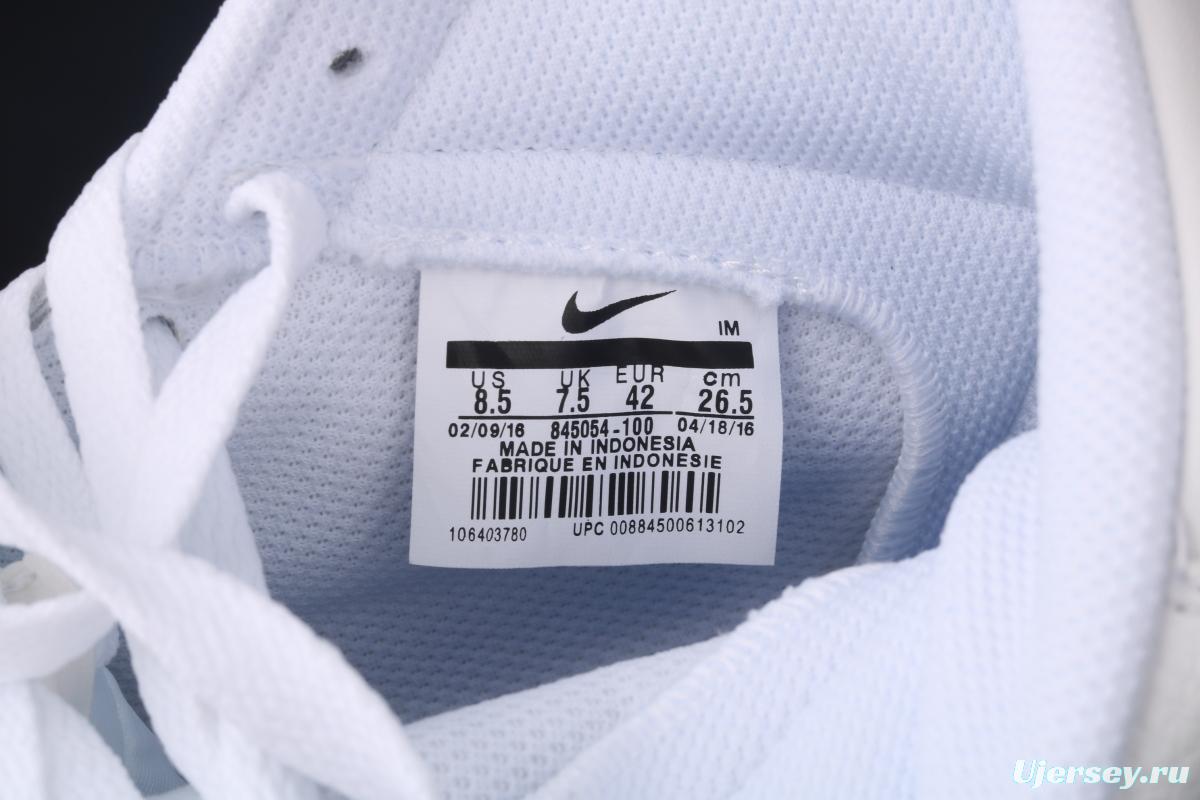 IM
US UK EUR cm
8.5 7.5 42 26.5
02/09/16 845054-100 04/18/16
MADE IN INDONESIA
FABRIQUE EN INDONESIE
106403780 UPC 00884500613102
Ujersey.ru